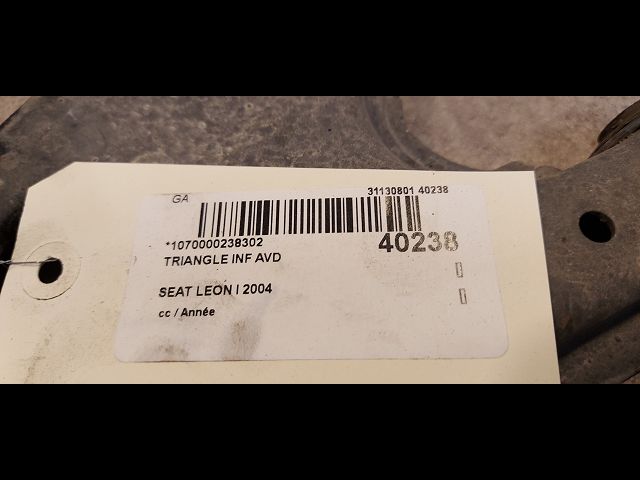 GA
31130801 40238
*1070000238302
40238
TRIANGLE INF AVD
SEAT LEON I 2004
cc / Année